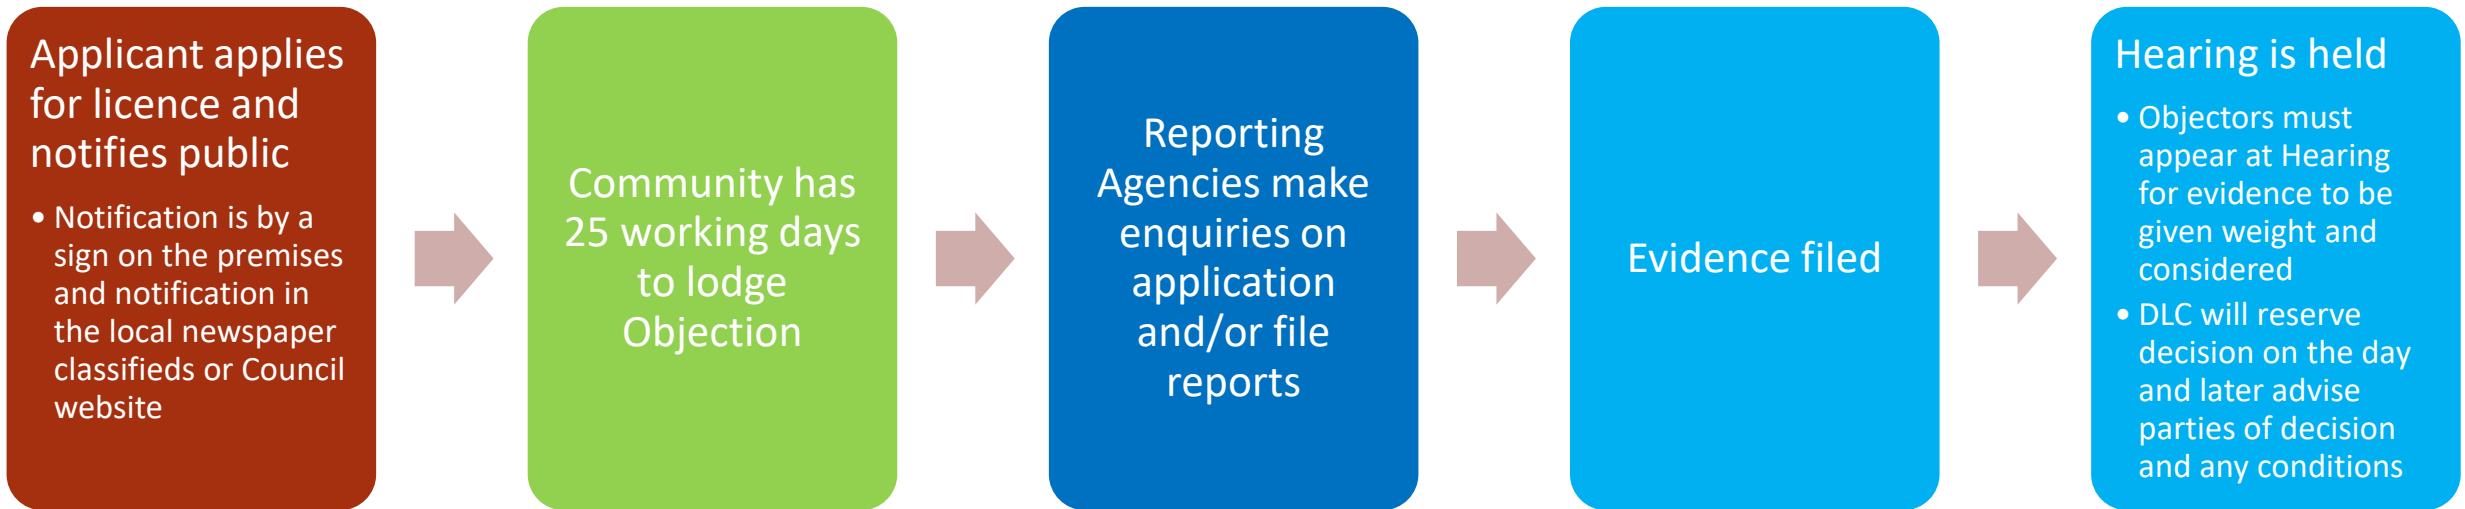 Applicant applies
for licence and
notifies public
• Notification is by a
sign on the premises
and notification in
the local newspaper
classifieds or Council
website
Community has
25 working days
to lodge
Objection
Reporting
Agencies make
enquiries on
application
and/or file
reports
Evidence filed
Hearing is held
• Objectors must
appear at Hearing
for evidence to be
given weight and
considered
• DLC will reserve
decision on the day
and later advise
parties of decision
and any conditions